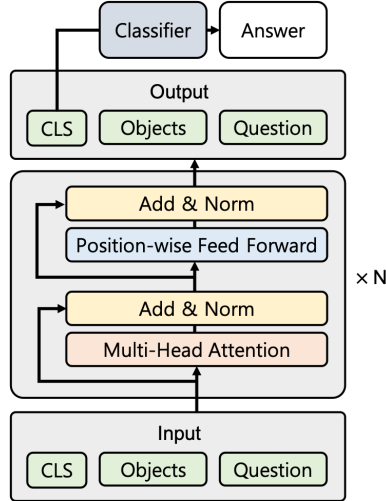 Classifier
Answer
Output
CLS
Objects
Question
Add & Norm
Position-wise Feed Forward
× N
Add & Norm
Multi-Head Attention
Input
CLS
Objects
Question